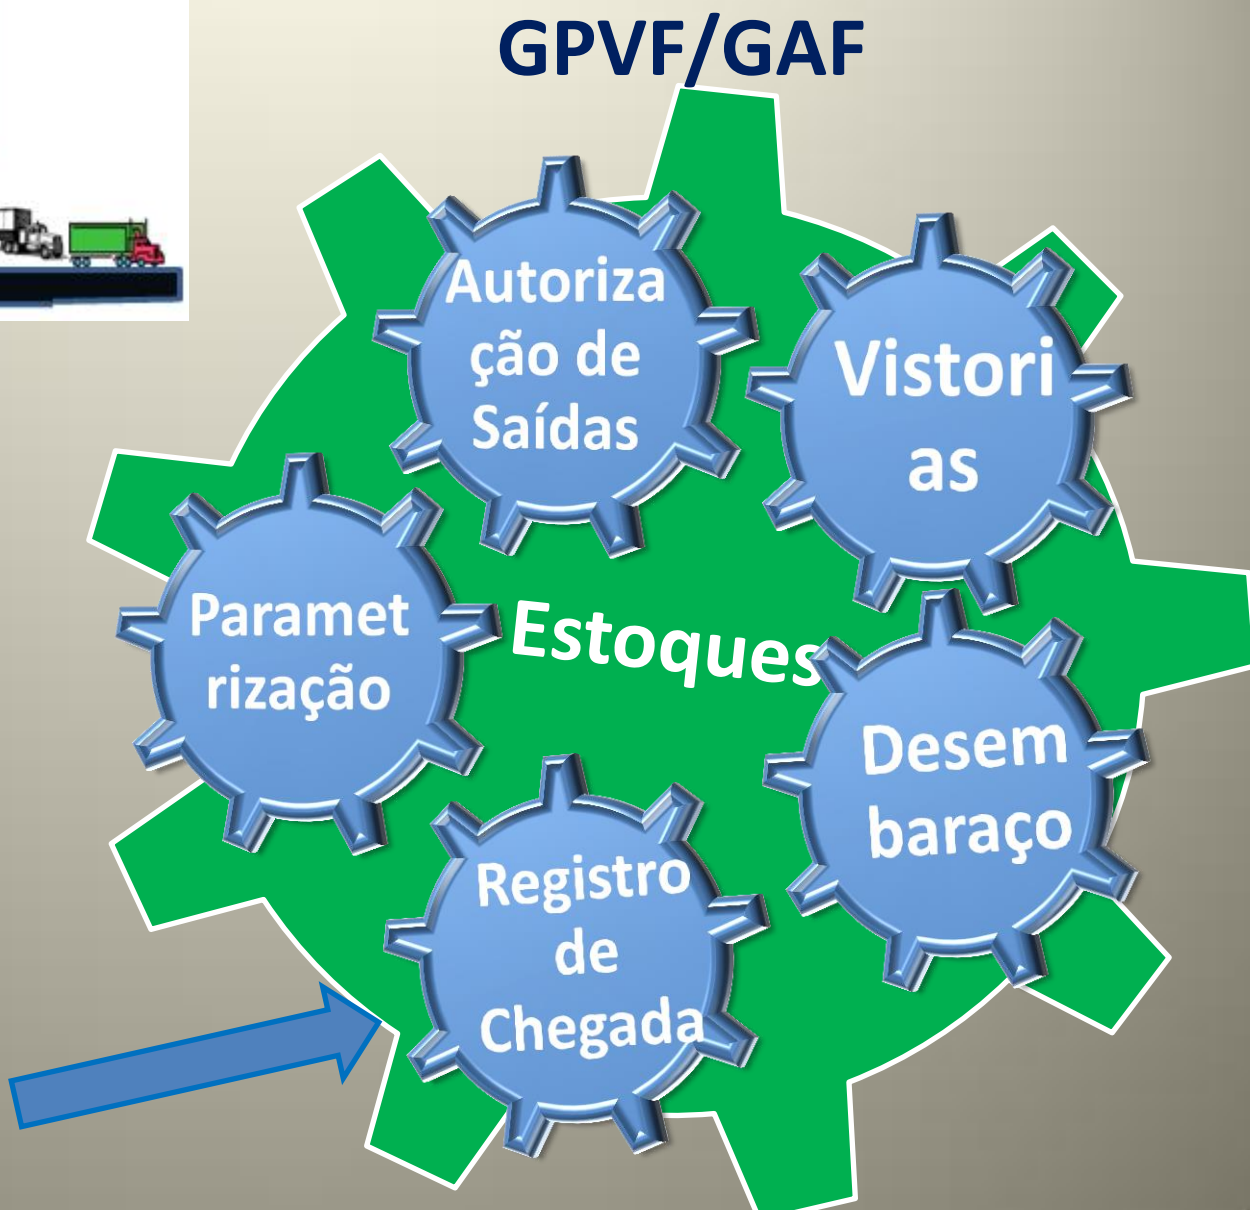 GPVF/GAF
Autoriza
ção de
Saídas
Vistori
as
Paramet
rização
Estoques
Desem
baraço
Registro
de
Chegada